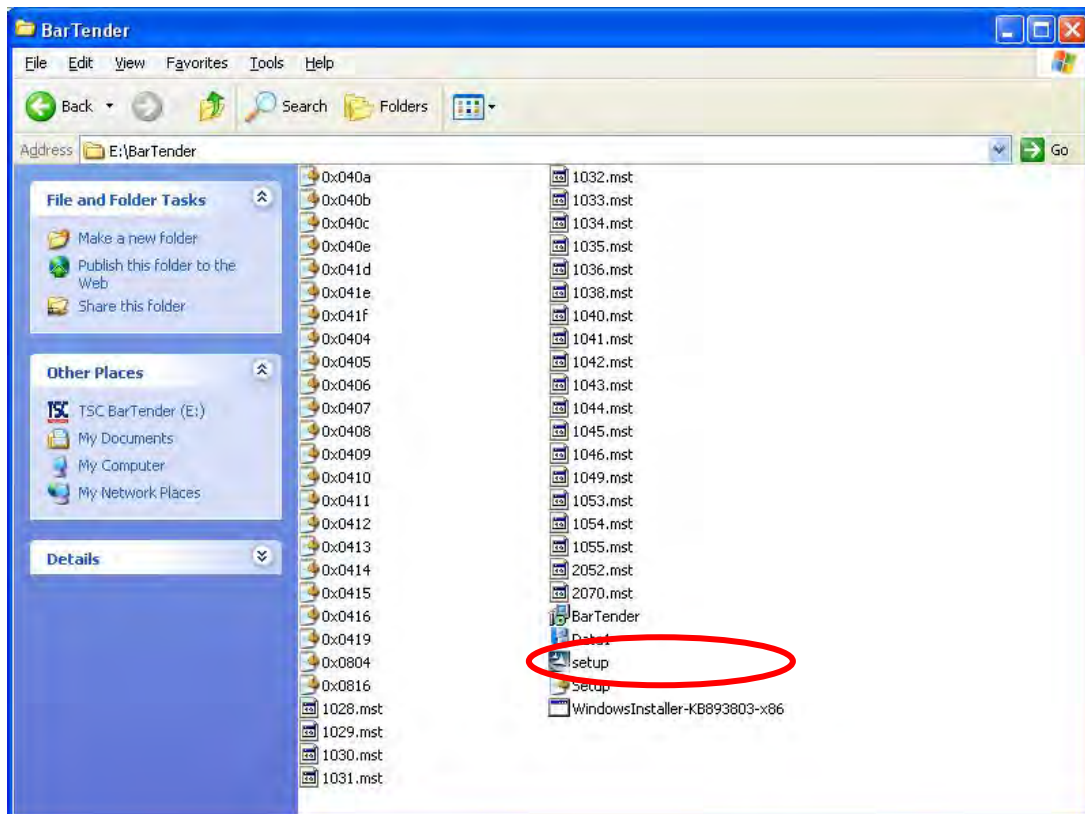 BarTender
File Edit View Favorites Tools Help
Back Search Folders
Address E:\BarTender Go
File and Folder Tasks
Make a new folder
Publish this folder to the
Web
Share this folder
Other Places
TSC TSC BarTender (E:)
My Documents
My Computer
My Network Places
Details
0x040a
0x040b
0x040c
0x040e
0x041d
0x041e
0x041f
0x0404
0x0405
0x0406
0x0407
0x0408
0x0409
0x0410
0x0411
0x0412
0x0413
0x0414
0x0415
0x0416
0x0419
0x0804
0x0816
1028.mst
1029.mst
1030.mst
1031.mst
1032.mst
1033.mst
1034.mst
1035.mst
1036.mst
1038.mst
1040.mst
1041.mst
1042.mst
1043.mst
1044.mst
1045.mst
1046.mst
1049.mst
1053.mst
1054.mst
1055.mst
2052.mst
2070.mst
BarTender
Data1
setup
Setup
WindowsInstaller-KB893803-x86